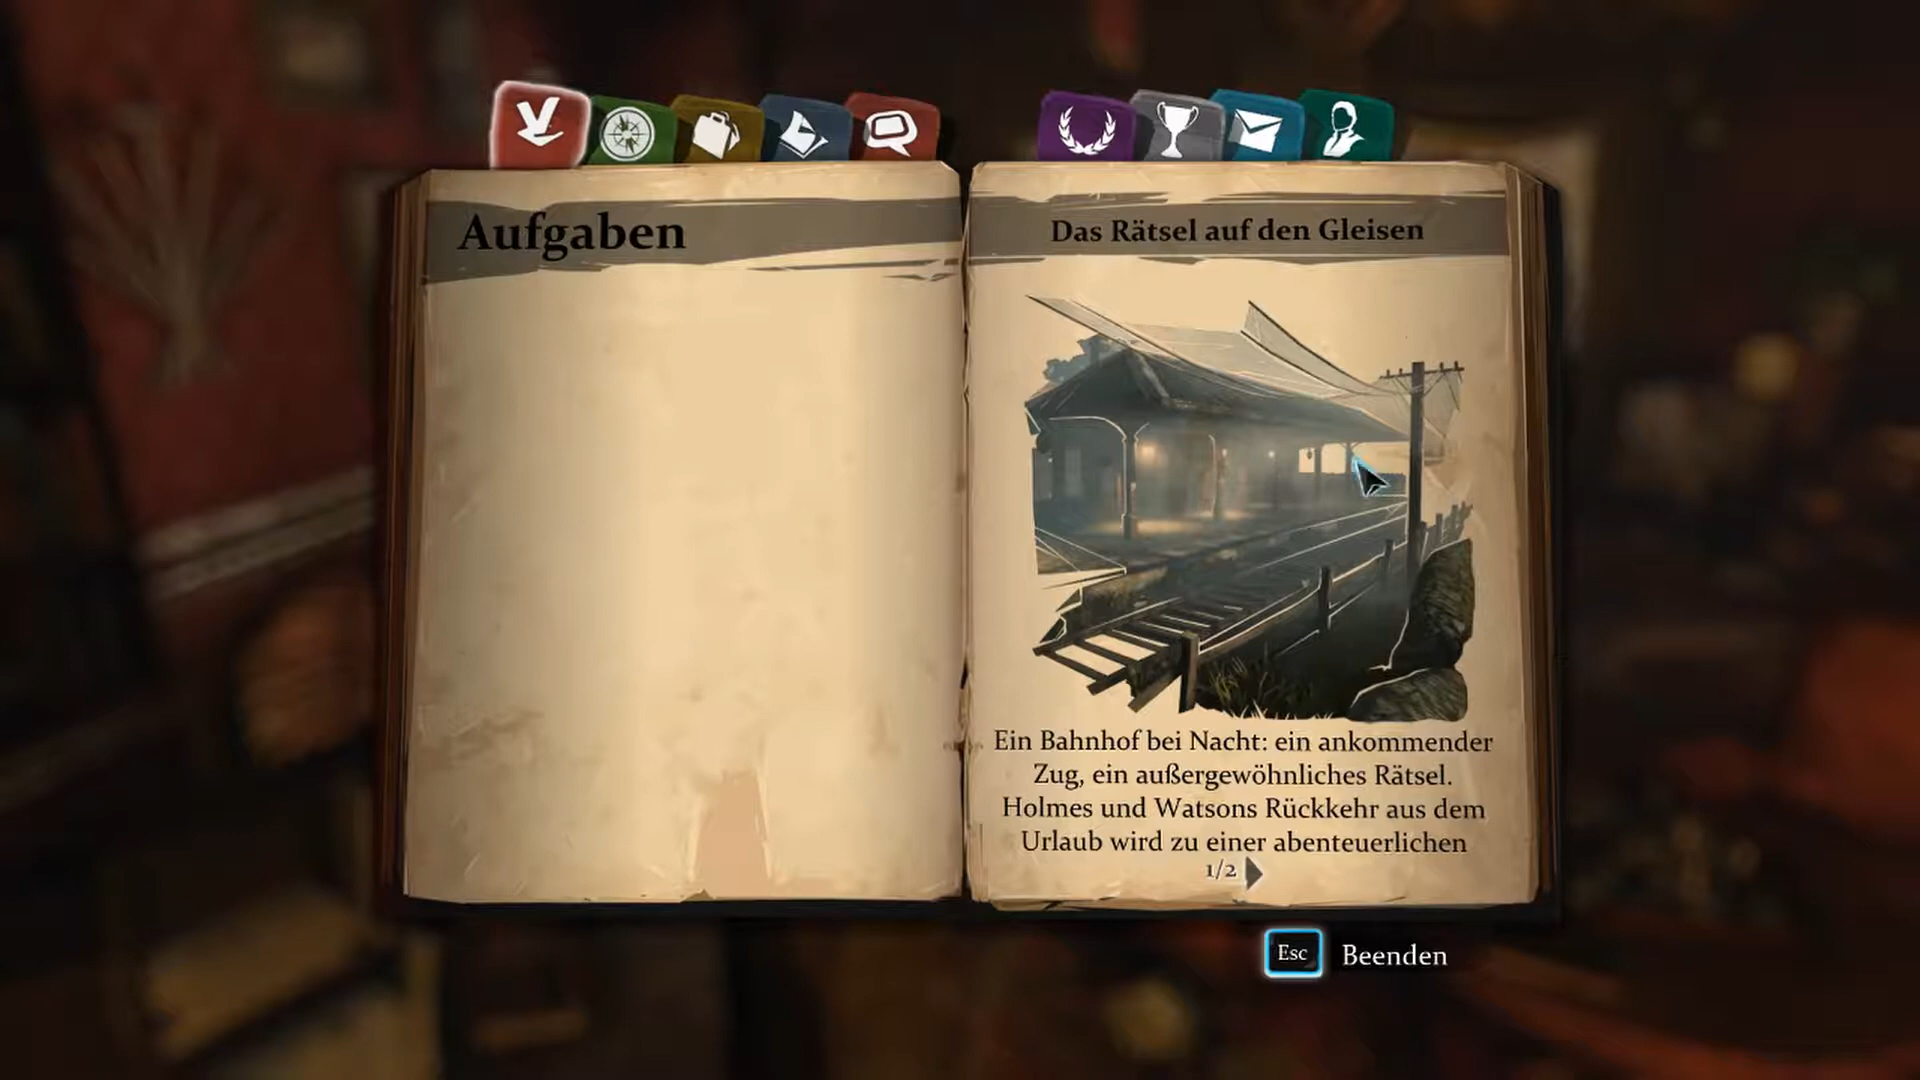 Aufgaben
Das Rätsel auf den Gleisen
Ein Bahnhof bei Nacht: ein ankommender
Zug, ein außergewöhnliches Rätsel.
Holmes und Watsons Rückkehr aus dem
Urlaub wird zu einer abenteuerlichen
1/2
Esc Beenden